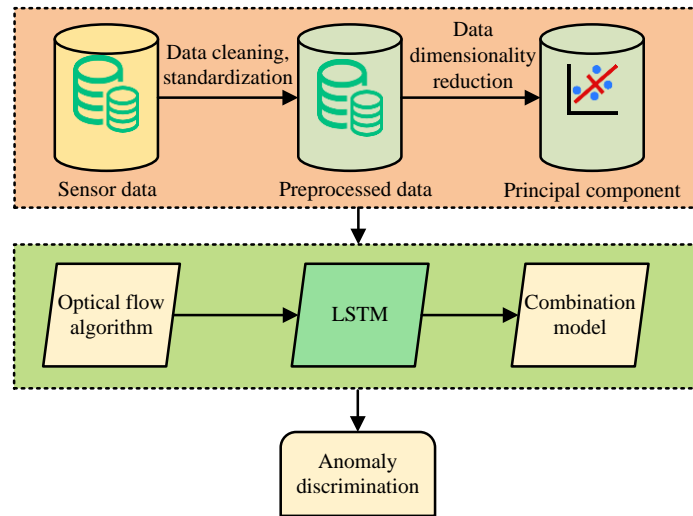 Data cleaning,
standardization
Data
dimensionality
reduction
Sensor data
Preprocessed data
Principal component
Optical flow
algorithm
LSTM
Combination
model
Anomaly
discrimination